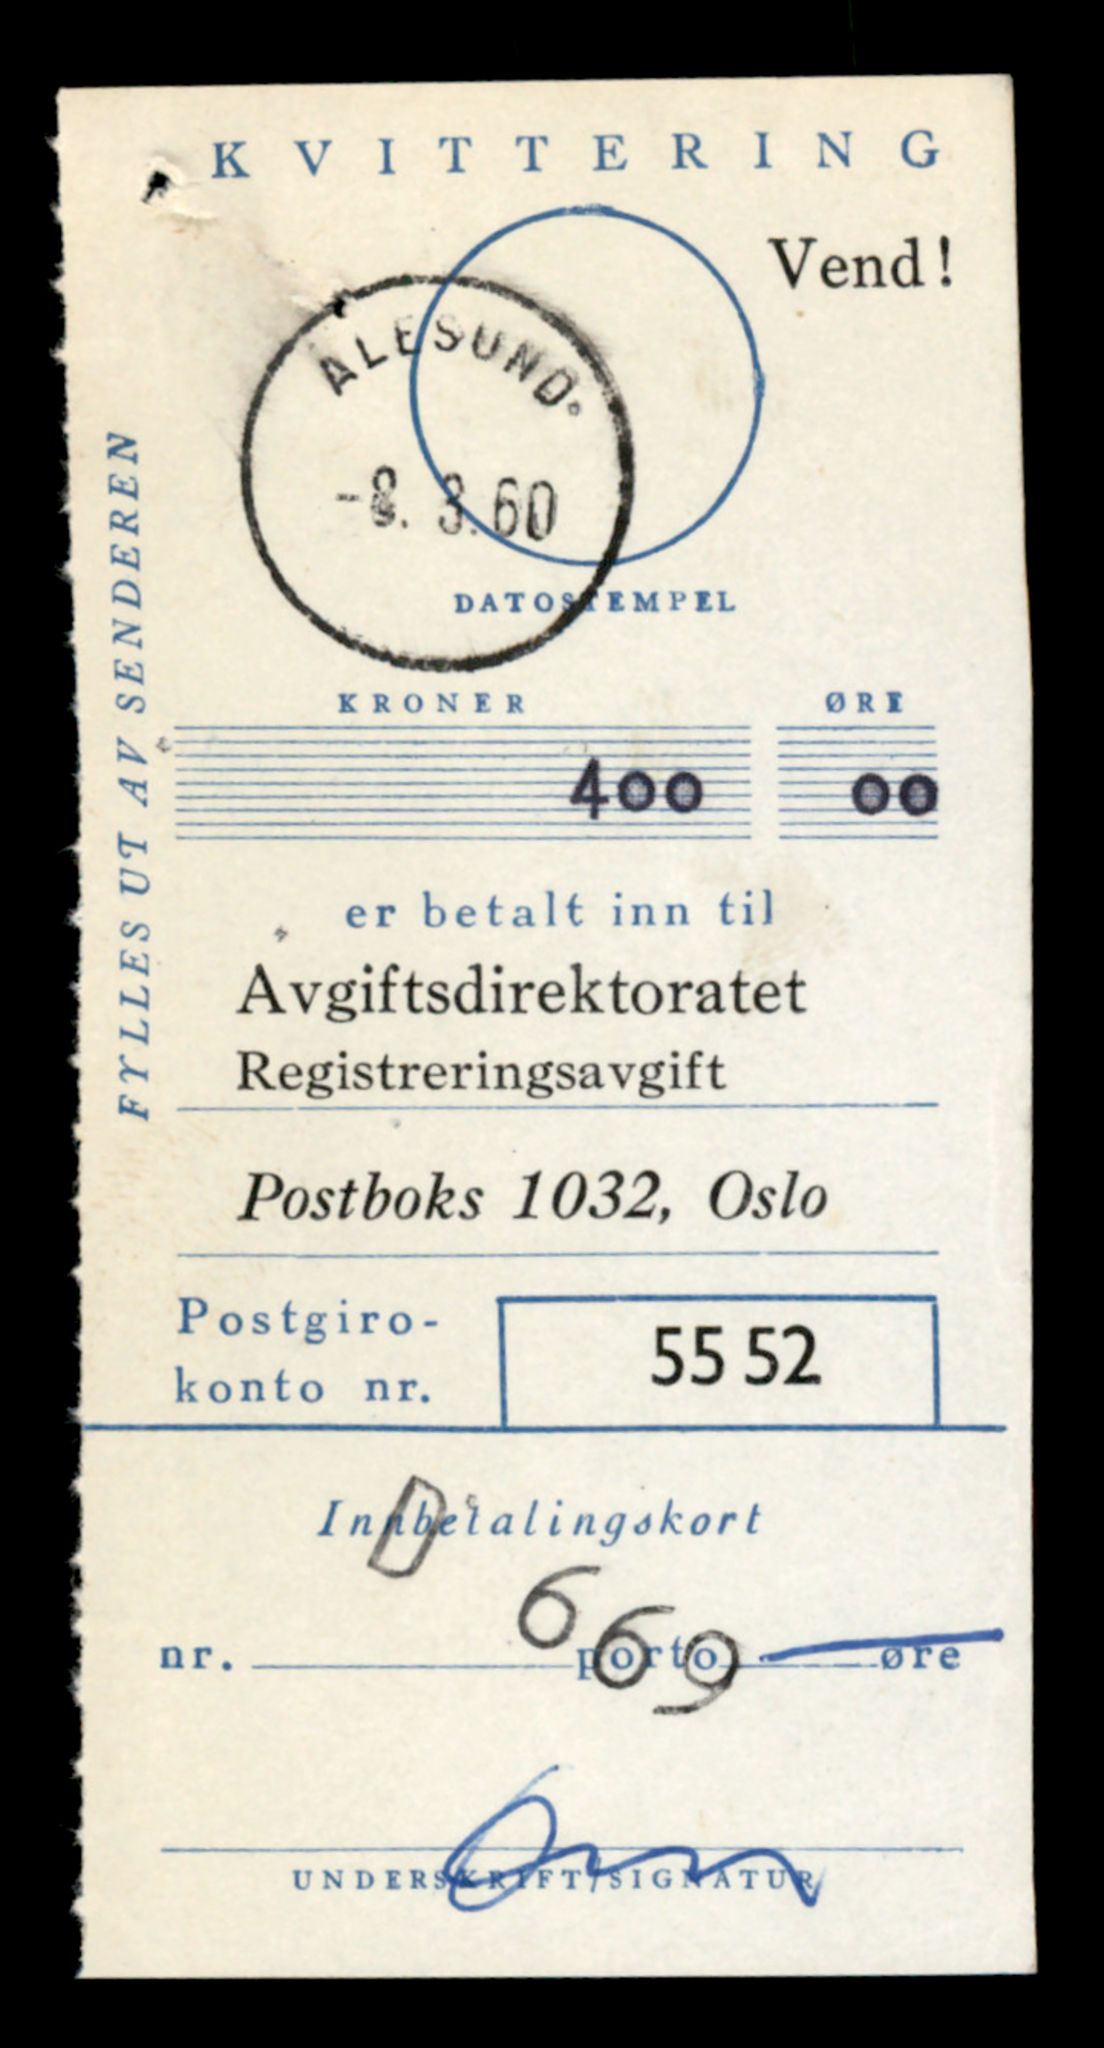 KVITTERING
Vend!
ÅLESUND.
-8. 3.60
DATOSTEMPEL
FYLLES UT AV SENDEREN
KRONER ØRE
400 00
er betalt inn til
Avgiftsdirektoratet
Registreringsavgift
Postboks 1032, Oslo
Postgiro-
konto nr.
55 52
Innbetalingskort
D
669
nr. porto øre
UNDERSKRIFT/SIGNATUR